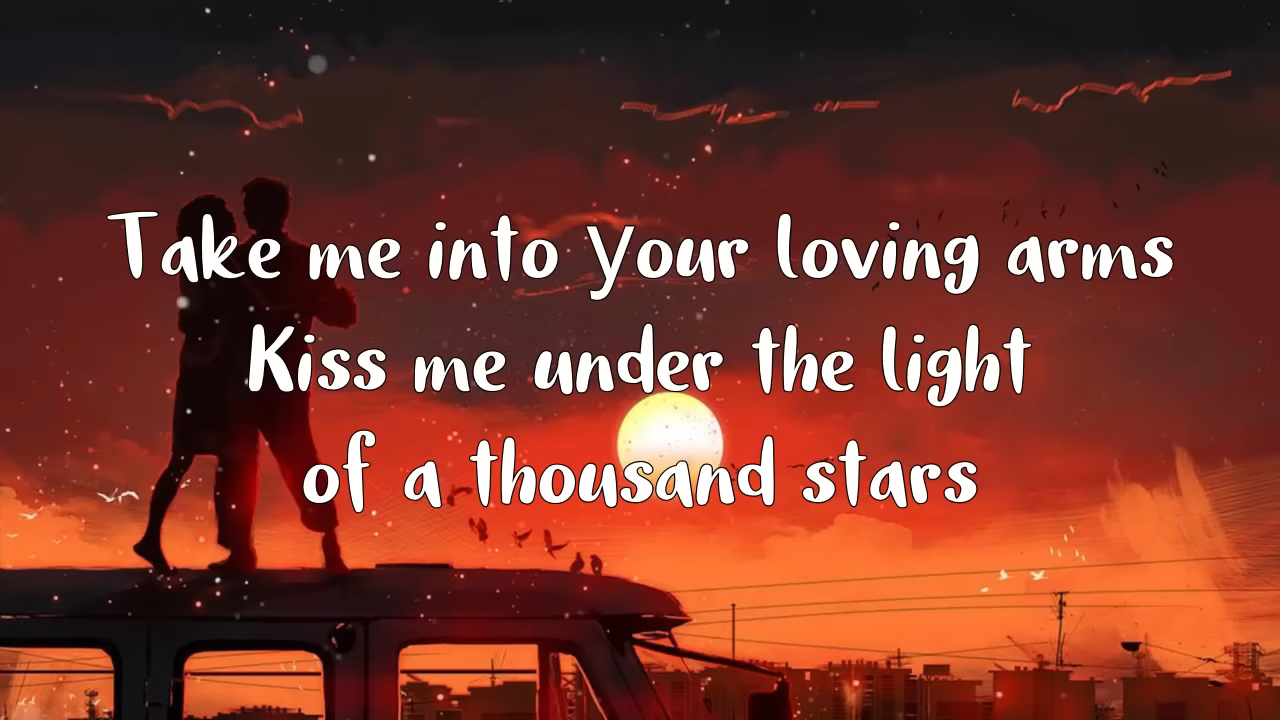 Take me into your loving arms
Kiss me under the light
of a thousand stars